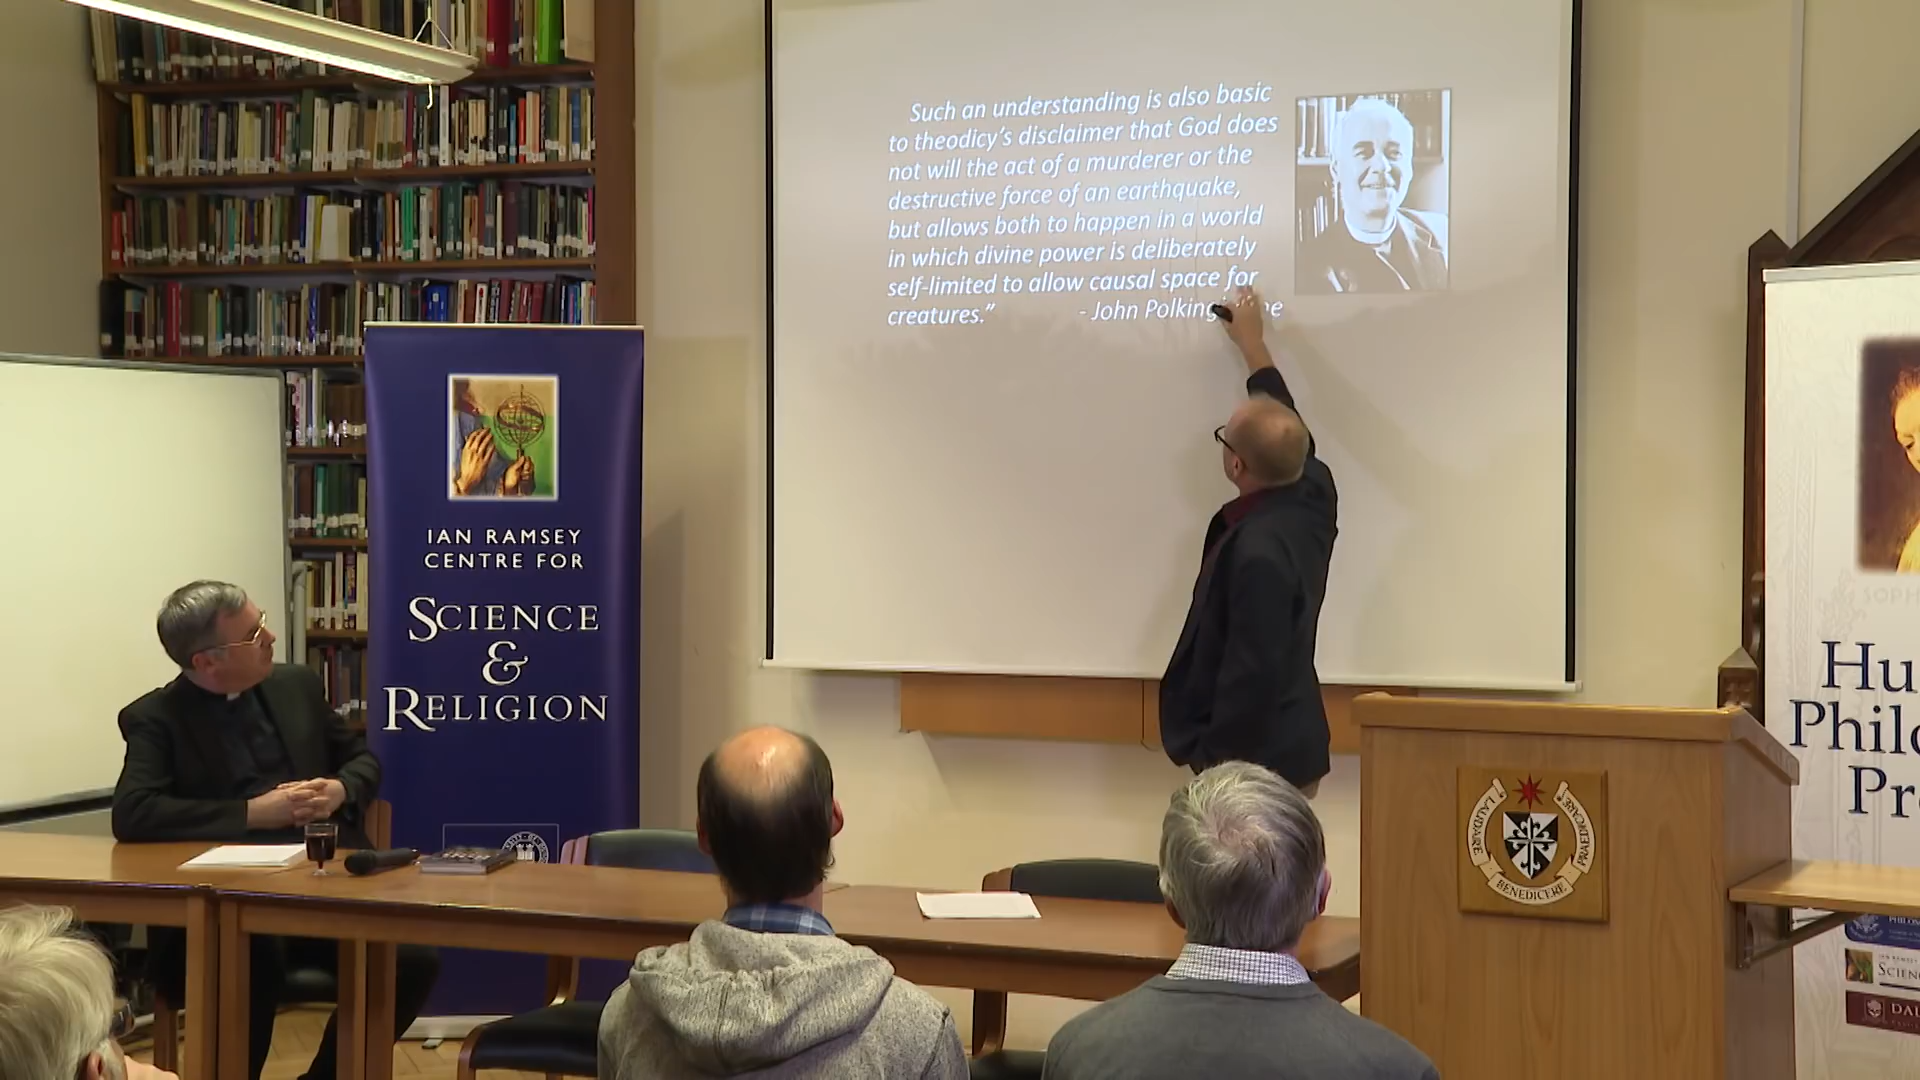 Such an understanding is also basic
to theodicy's disclaimer that God does
not will the act of a murderer or the
destructive force of an earthquake,
but allows both to happen in a world
in which divine power is deliberately
self-limited to allow causal space for
creatures."
- John
IAN RAMSEY
CENTRE FOR
SCIENCE
&
RELIGION
LAUDARE
BENEDICERE
PRAEDICARE
SOPH
Hu
Philo
Pr
SCIEN
DAL